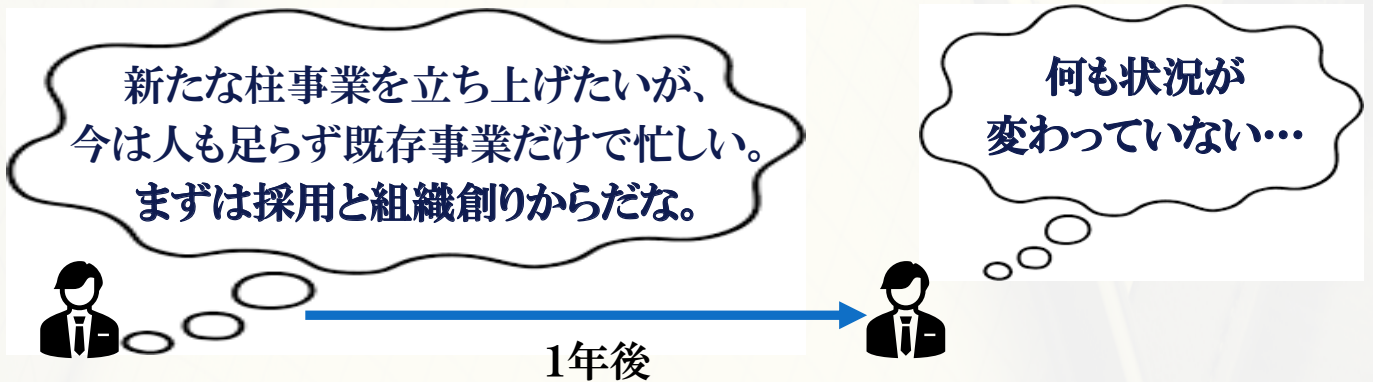 新たな柱事業を立ち上げたいが、
今は人も足らず既存事業だけで忙しい。
まずは採用と組織創りからだな。
何も状況が
変わっていない…
1年後